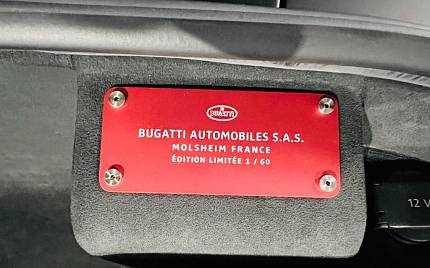 BUGATTI
BUGATTI AUTOMOBILES S.A.S.
MOLSHEIM FRANCE
ÉDITION LIMITÉE 1 / 60
12 V